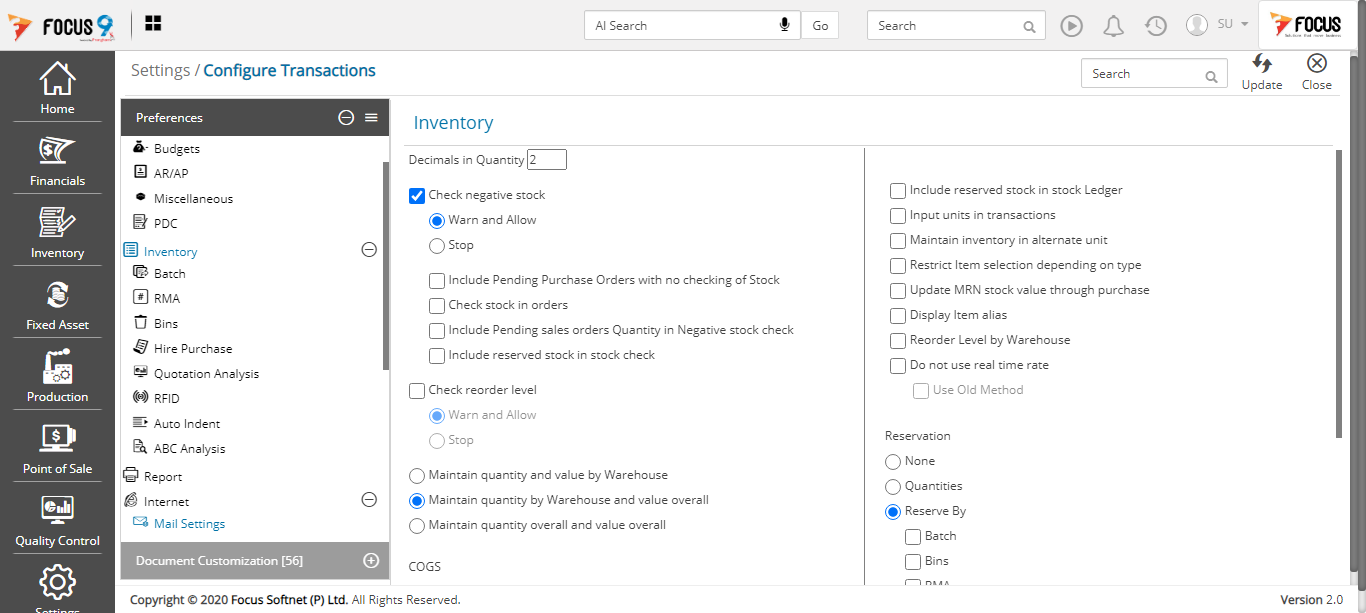 FOCUS 9
AI Search
Go
Search
SU
FOCUS
Home
Financials
Inventory
Fixed Asset
Production
Point of Sale
Quality Control
Settings
Settings / Configure Transactions
Search
Update
Close
Preferences
Budgets
AR/AP
Miscellaneous
PDC
Inventory
Batch
RMA
Bins
Hire Purchase
Quotation Analysis
RFID
Auto Indent
ABC Analysis
Report
Internet
Mail Settings
Document Customization [56]
Inventory
Decimals in Quantity 2
Check negative stock
Warn and Allow
Stop
Include Pending Purchase Orders with no checking of Stock
Check stock in orders
Include Pending sales orders Quantity in Negative stock check
Include reserved stock in stock check
Check reorder level
Warn and Allow
Stop
Maintain quantity and value by Warehouse
Maintain quantity by Warehouse and value overall
Maintain quantity overall and value overall
COGS
Include reserved stock in stock Ledger
Input units in transactions
Maintain inventory in alternate unit
Restrict Item selection depending on type
Update MRN stock value through purchase
Display Item alias
Reorder Level by Warehouse
Do not use real time rate
Use Old Method
Reservation
None
Quantities
Reserve By
Batch
Bins
RMA
Copyright © 2020 Focus Softnet (P) Ltd. All Rights Reserved.
Version 2.0